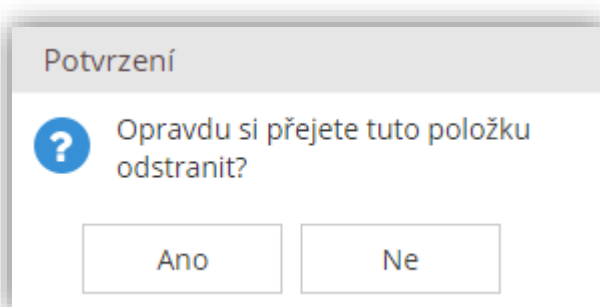 Potvrzení
Opravdu si přejete tuto položku
odstranit?
Ano
Ne